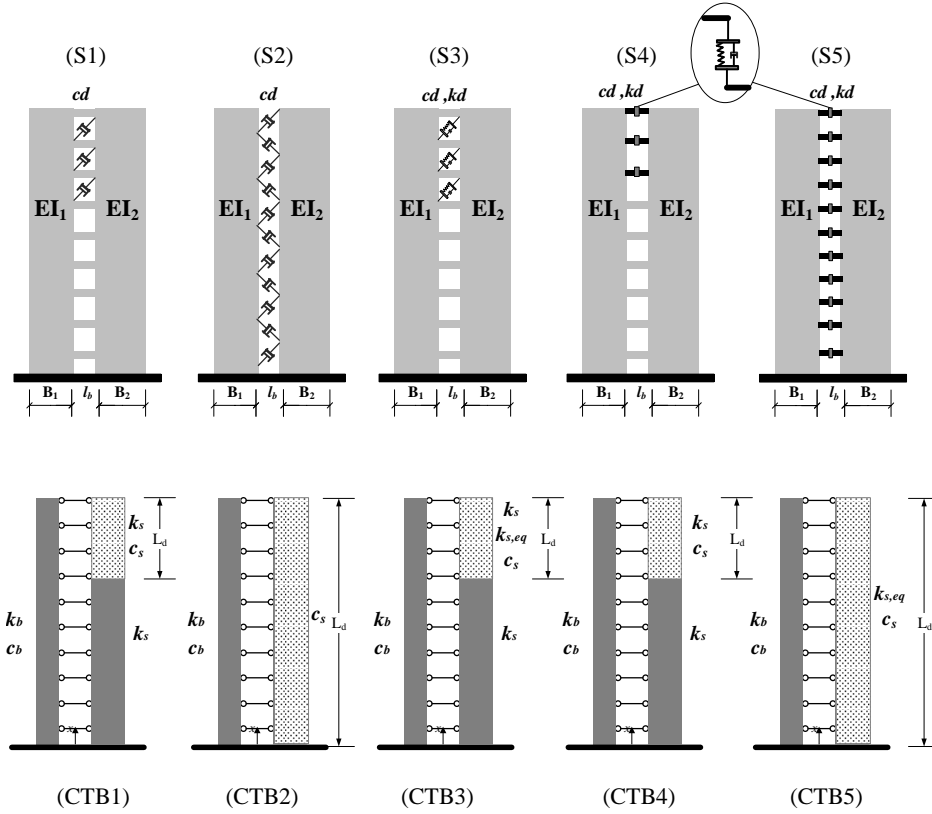 (S1) (S2) (S3) (S4) (S5)
cd cd cd ,kd cd ,kd cd,kd
EI1 EI2 EI1 EI2 EI1 EI2 EI1 EI2 EI1 EI2
B1 lb B2 B1 lb B2 B1 lb B2 B1 lb B2 B1 lb B2
ks
cs
Ld
kb
cb
ks
x
kb
cb
cs
Ld
x
ks
ks,eq
cs
Ld
kb
cb
ks
x
ks
cs
Ld
kb
cb
ks
x
kb
cb
ks,eq
cs
Ld
x
(CTB1) (CTB2) (CTB3) (CTB4) (CTB5)